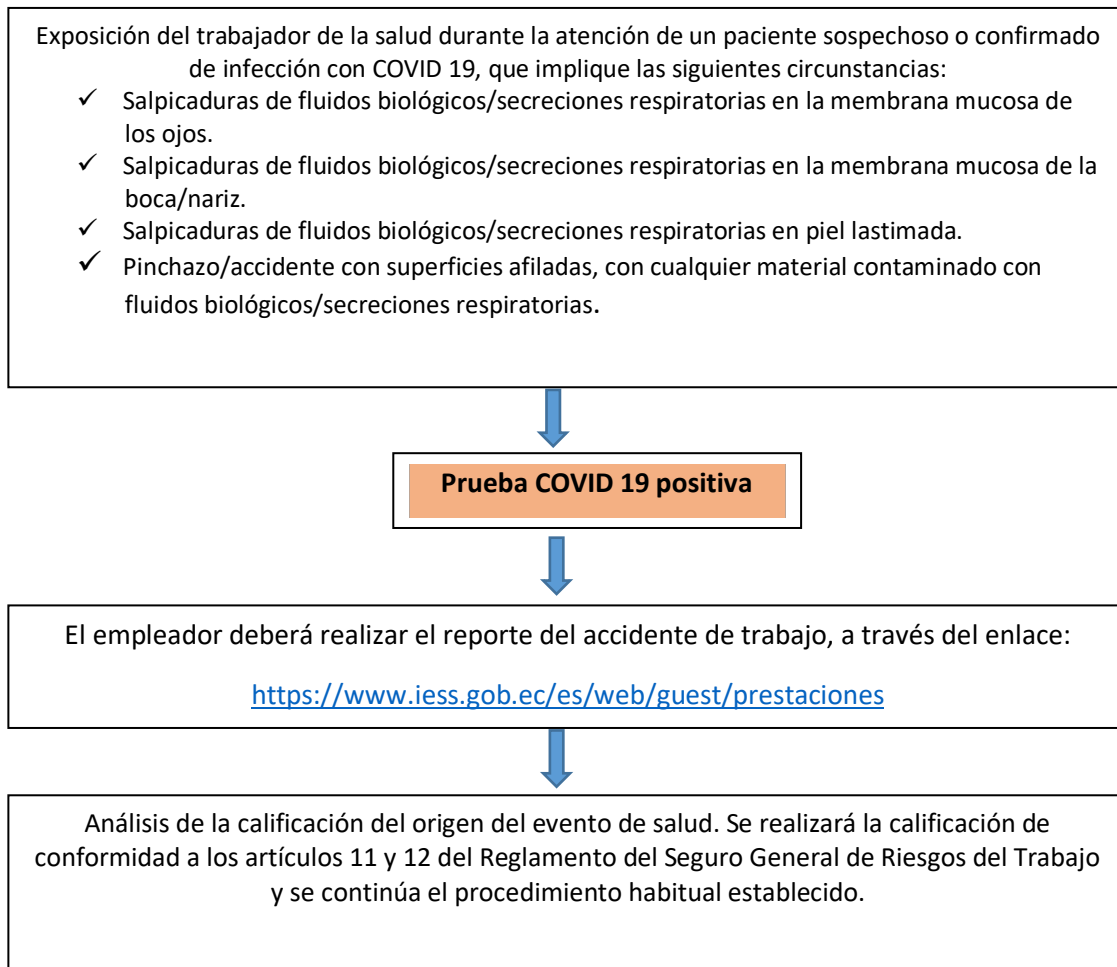 Exposición del trabajador de la salud durante la atención de un paciente sospechoso o confirmado
de infección con COVID 19, que implique las siguientes circunstancias:
✓ Salpicaduras de fluidos biológicos/secreciones respiratorias en la membrana mucosa de
los ojos.
✓ Salpicaduras de fluidos biológicos/secreciones respiratorias en la membrana mucosa de la
boca/nariz.
✓ Salpicaduras de fluidos biológicos/secreciones respiratorias en piel lastimada.
✓ Pinchazo/accidente con superficies afiladas, con cualquier material contaminado con
fluidos biológicos/secreciones respiratorias.
Prueba COVID 19 positiva
El empleador deberá realizar el reporte del accidente de trabajo, a través del enlace:
https://www.iess.gob.ec/es/web/guest/prestaciones
Análisis de la calificación del origen del evento de salud. Se realizará la calificación de
conformidad a los artículos 11 y 12 del Reglamento del Seguro General de Riesgos del Trabajo
y se continúa el procedimiento habitual establecido.